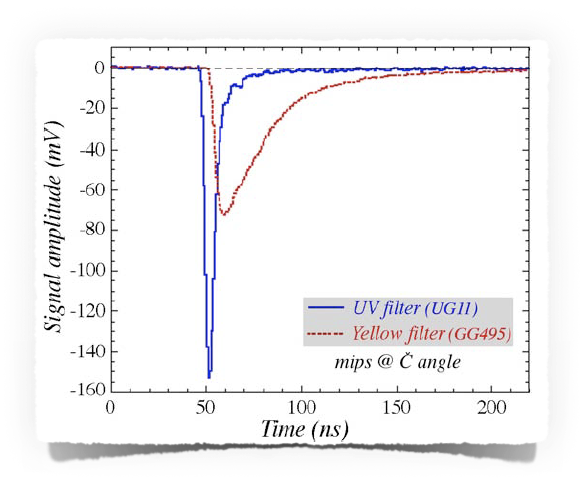 0
-20
-40
-60
-80
-100
-120
-140
-160
Signal amplitude (mV)
UV filter (UG11)
Yellow filter (GG495)
mips @ Č angle
0 50 100 150 200
Time (ns)